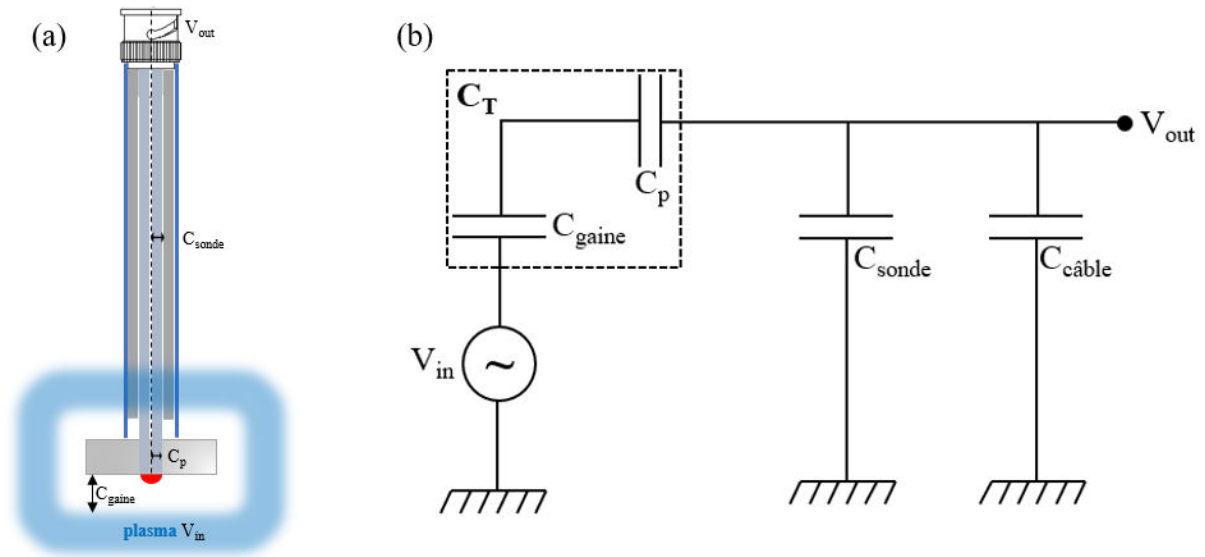 (a)
V_out
C_sonde
C_p
C_gaine
plasma V_in
(b)
C_T
C_p
C_gaine
V_in
~
C_sonde
C_câble
V_out